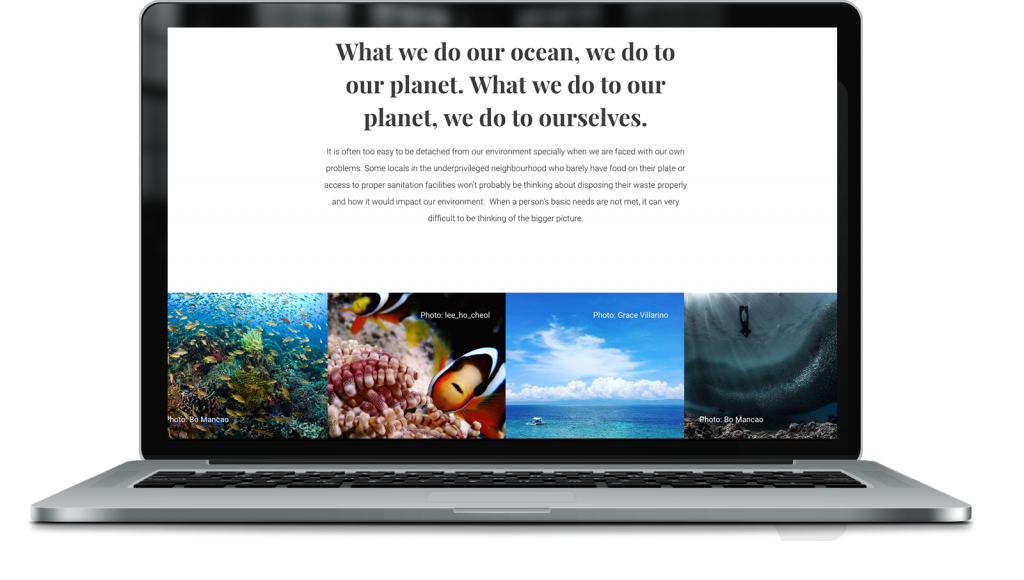 What we do our ocean, we do to
our planet. What we do to our
planet, we do to ourselves.
It is often too easy to be detached from our environment specially when we are faced with our own
problems. Some locals in the underprivileged neighbourhood who barely have food on their plate or
access to proper sanitation facilities won't probably be thinking about disposing their waste properly
and how it would impact our environment.  When a person's basic needs are not met, it can very
difficult to be thinking of the bigger picture.
Photo: lee_ho_cheol
Photo: Grace Villarino
Photo: Bo Mancao
Photo: Bo Mancao